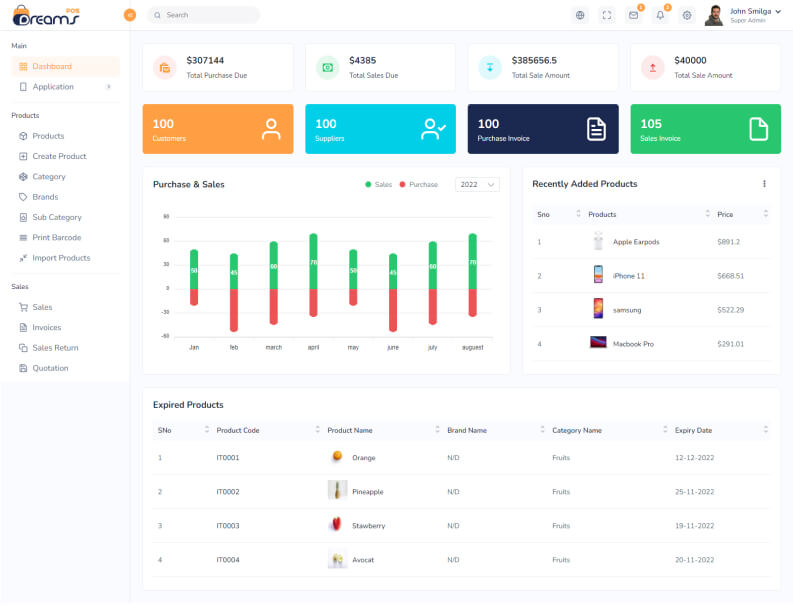 POS
Dreams
Search
1
2
John Smilga
Super Admin
Main
Dashboard
Application
Products
Products
Create Product
Category
Brands
Sub Category
Print Barcode
Import Products
Sales
Sales
Invoices
Sales Return
Quotation
$307144
Total Purchase Due
$4385
Total Sales Due
$385656.5
Total Sale Amount
$40000
Total Sale Amount
100
Customers
100
Suppliers
100
Purchase Invoice
105
Sales Invoice
Purchase & Sales
Sales Purchase 2022
90
60
30
0
-30
-60
50 45 60 70 50 45 60 70
Jan feb march april may june july auguest
Recently Added Products
Sno Products Price
1 Apple Earpods $891.2
2 iPhone 11 $668.51
3 samsung $522.29
4 Macbook Pro $291.01
Expired Products
SNo Product Code Product Name Brand Name Category Name Expiry Date
1 IT0001 Orange N/D Fruits 12-12-2022
2 IT0002 Pineapple N/D Fruits 25-11-2022
3 IT0003 Stawberry N/D Fruits 19-11-2022
4 IT0004 Avocat N/D Fruits 20-11-2022